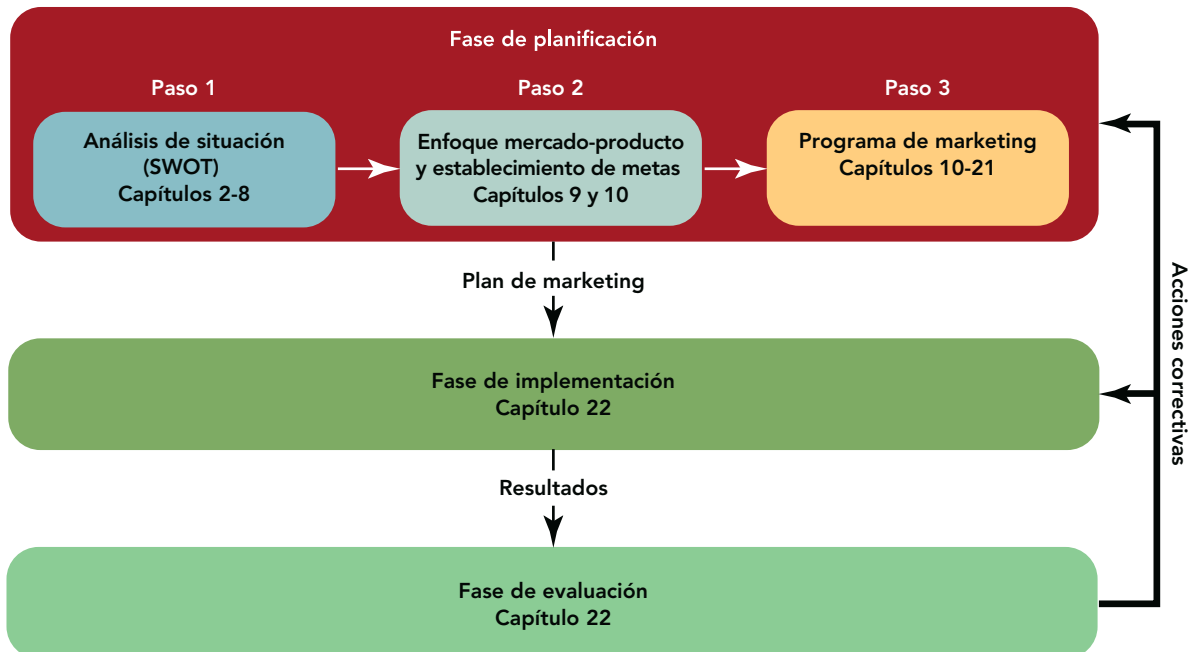 Fase de planificación
Paso 1
Paso 2
Paso 3
Análisis de situación
(SWOT)
Capítulos 2-8
Enfoque mercado-producto
y establecimiento de metas
Capítulos 9 y 10
Programa de marketing
Capítulos 10-21
Plan de marketing
Fase de implementación
Capítulo 22
Resultados
Fase de evaluación
Capítulo 22
Acciones correctivas